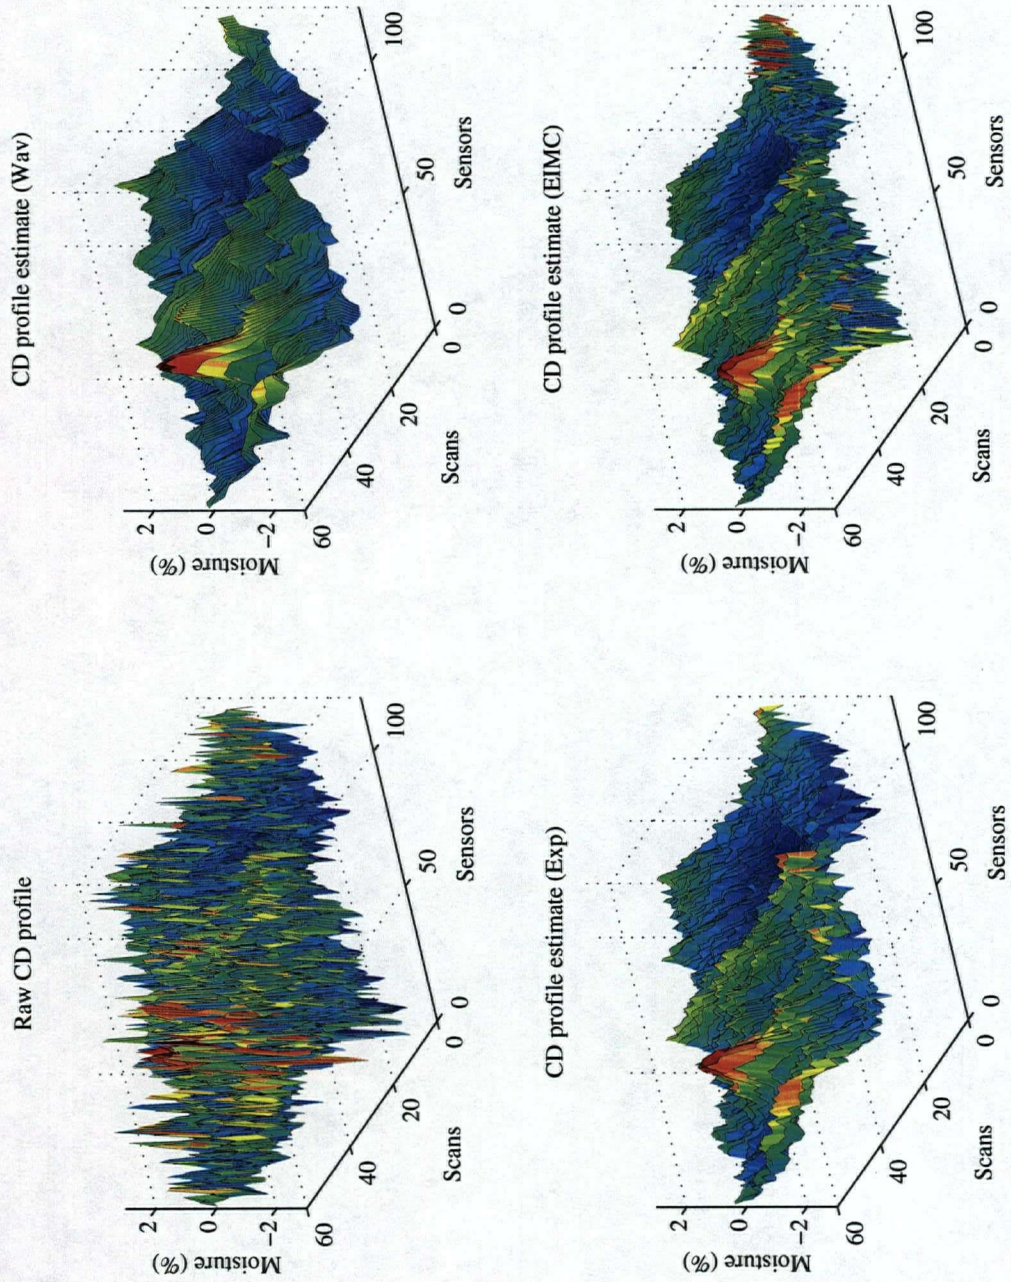 Raw CD profile
2
0
−2
Moisture (%)
60
40
20
0
Scans
0
50
100
Sensors
CD profile estimate (Wav)
2
0
−2
Moisture (%)
60
40
20
0
Scans
0
50
100
Sensors
CD profile estimate (Exp)
2
0
−2
Moisture (%)
60
40
20
0
Scans
0
50
100
Sensors
CD profile estimate (EIMC)
2
0
−2
Moisture (%)
60
40
20
0
Scans
0
50
100
Sensors